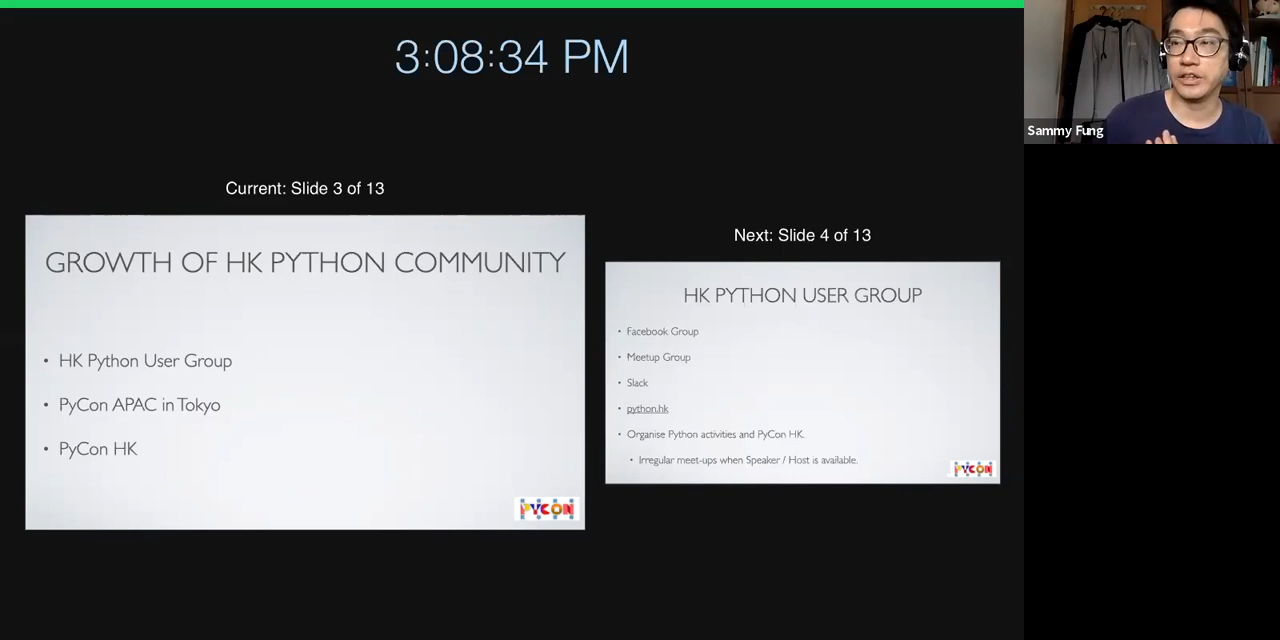 3:08:34 PM
Sammy Fung
Current: Slide 3 of 13
GROWTH OF HK PYTHON COMMUNITY
• HK Python User Group
• PyCon APAC in Tokyo
• PyCon HK
PYCON
Next: Slide 4 of 13
HK PYTHON USER GROUP
• Facebook Group
• Meetup Group
• Slack
• python.hk
• Organise Python activities and PyCon HK.
• Irregular meet-ups when Speaker / Host is available.
PYCON